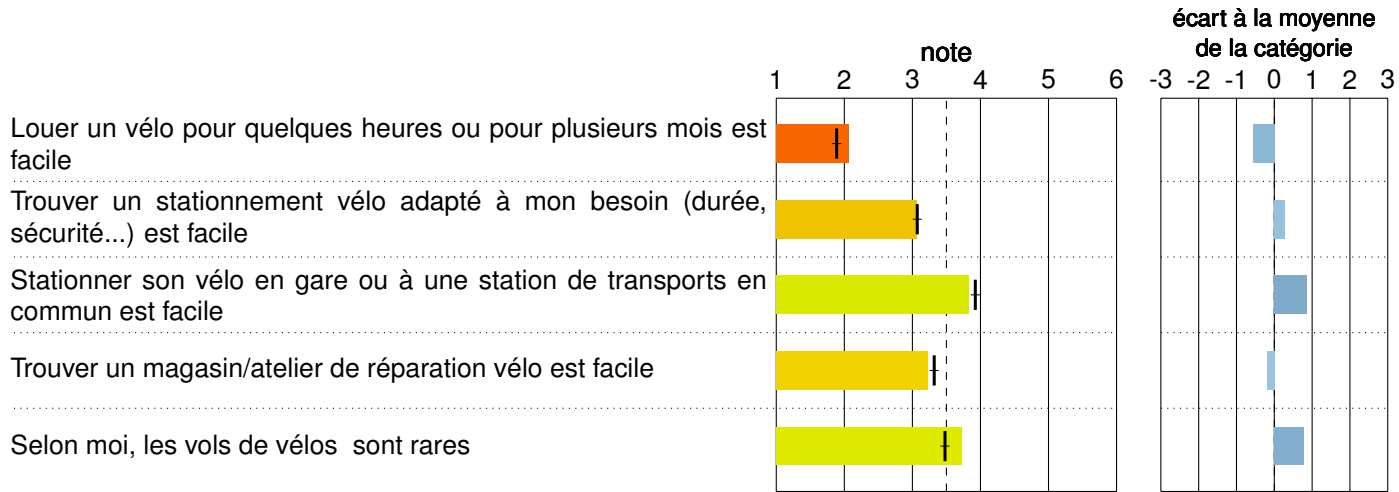 écart à la moyenne
note de la catégorie
1 2 3 4 5 6 -3 -2 -1 0 1 2 3
Louer un vélo pour quelques heures ou pour plusieurs mois est
facile
Trouver un stationnement vélo adapté à mon besoin (durée,
sécurité...) est facile
Stationner son vélo en gare ou à une station de transports en
commun est facile
Trouver un magasin/atelier de réparation vélo est facile
Selon moi, les vols de vélos sont rares